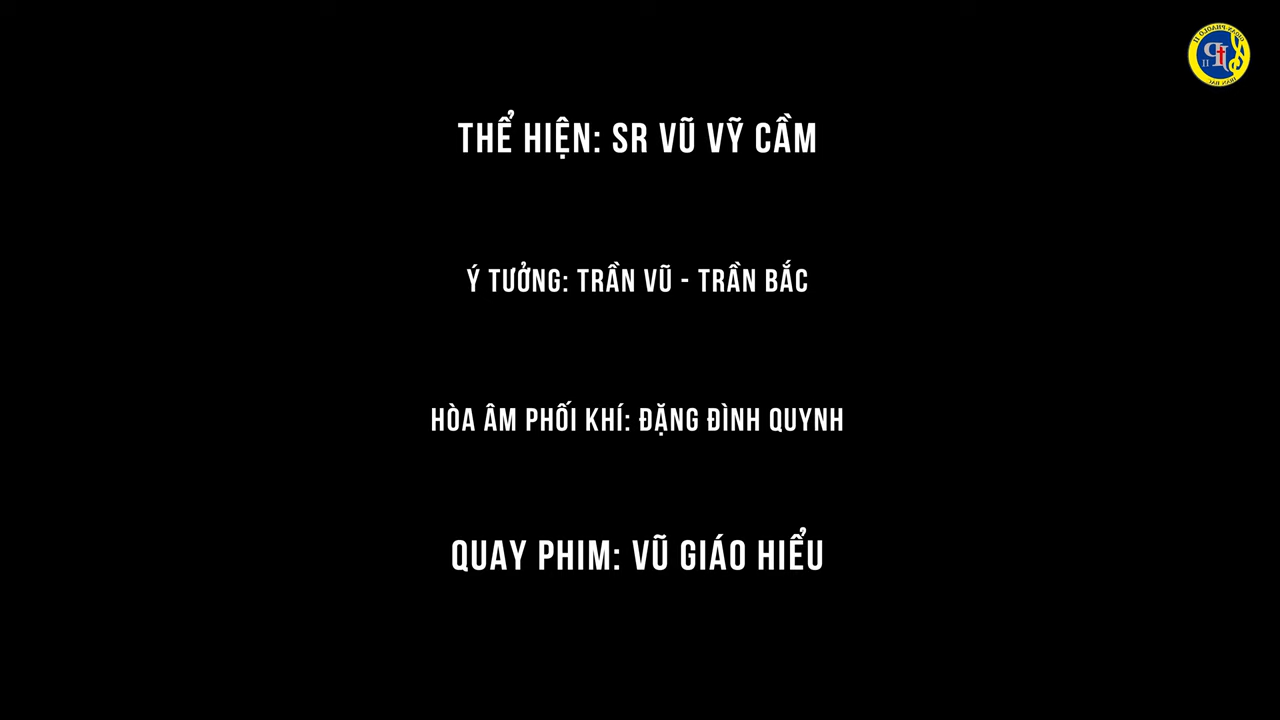 THỂ HIỆN: SR VŨ VỸ CẦM
Ý TƯỞNG: TRẦN VŨ - TRẦN BẮC
HÒA ÂM PHỐI KHÍ: ĐẶNG ĐÌNH QUYNH
QUAY PHIM: VŨ GIÁO HIỂU